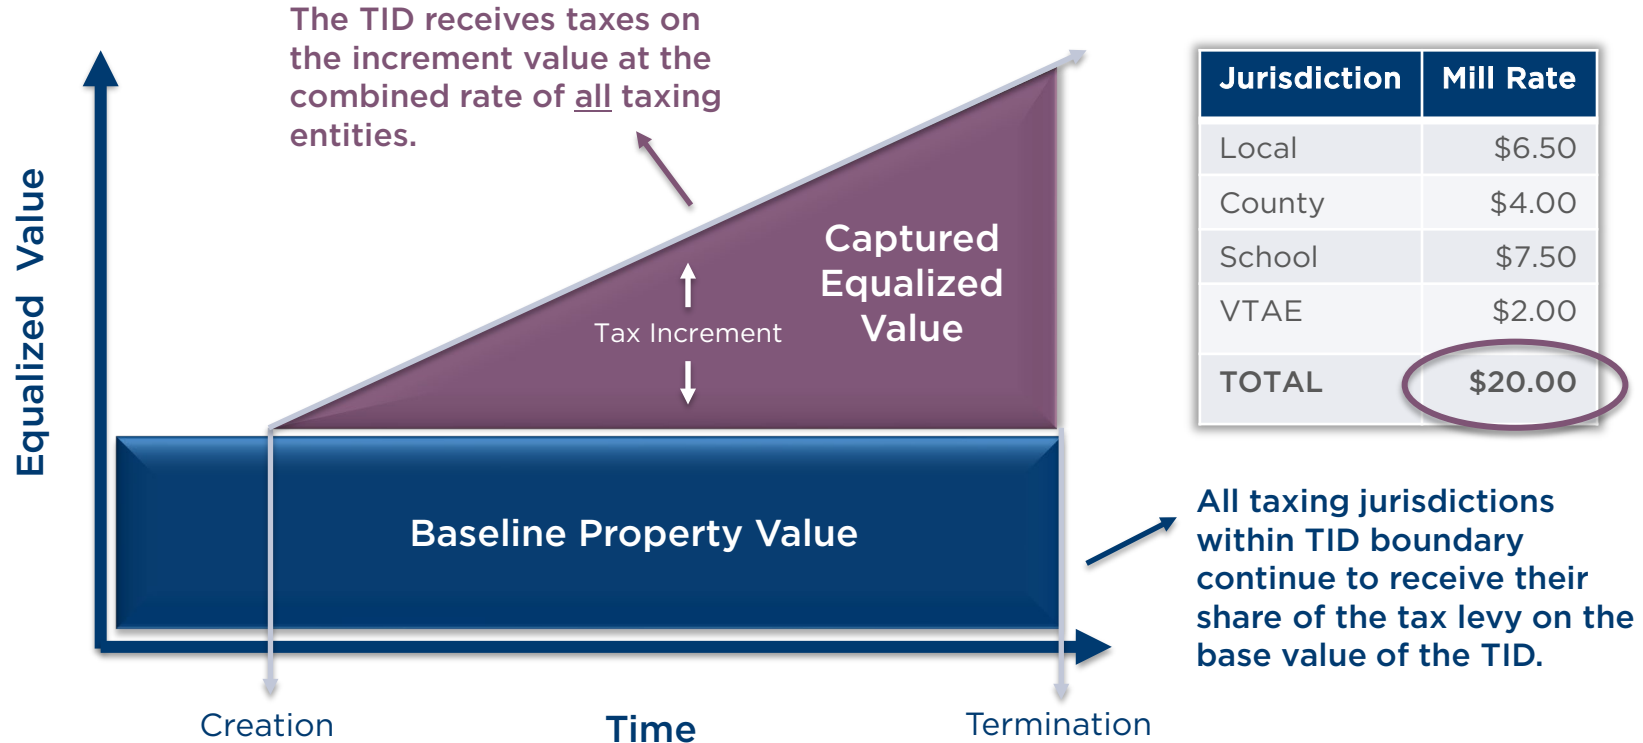 The TID receives taxes on
the increment value at the
combined rate of all taxing
entities.
Equalized Value
Captured
Equalized
Value
Tax Increment
Baseline Property Value
Creation
Time
Termination
Jurisdiction Mill Rate
Local $6.50
County $4.00
School $7.50
VTAE $2.00
TOTAL $20.00
All taxing jurisdictions
within TID boundary
continue to receive their
share of the tax levy on the
base value of the TID.